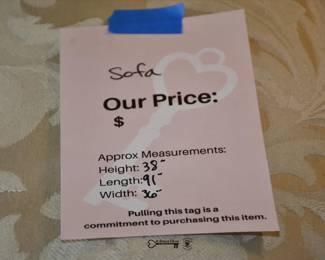 Sofa
Our Price:
$
Approx Measurements:
Height: 38"
Length: 91"
Width: 36"
Pulling this tag is a
commitment to purchasing this item.